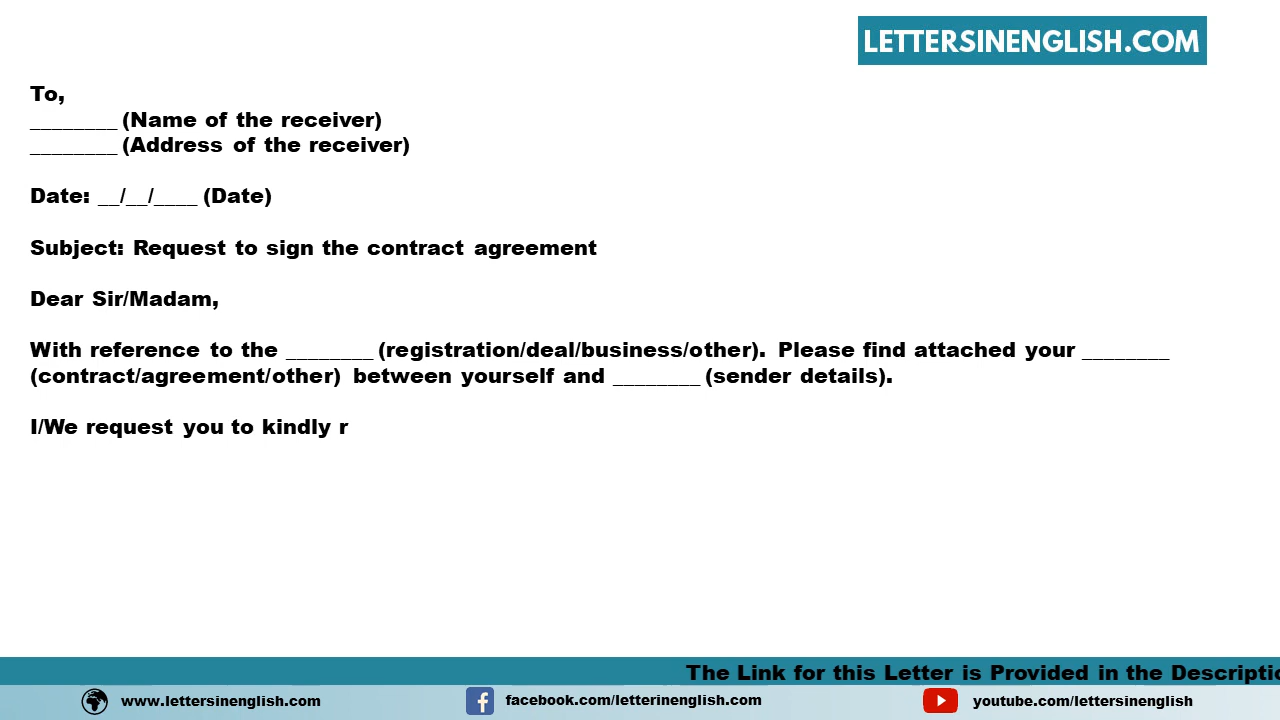 LETTERSINENGLISH.COM
To,
________ (Name of the receiver)
________ (Address of the receiver)
Date: __/__/____ (Date)
Subject: Request to sign the contract agreement
Dear Sir/Madam,
With reference to the ________ (registration/deal/business/other). Please find attached your ________
(contract/agreement/other) between yourself and ________ (sender details).
I/We request you to kindly r
The Link for this Letter is Provided in the Descriptio
www.lettersinenglish.com
facebook.com/letterinenglish.com
youtube.com/lettersinenglish